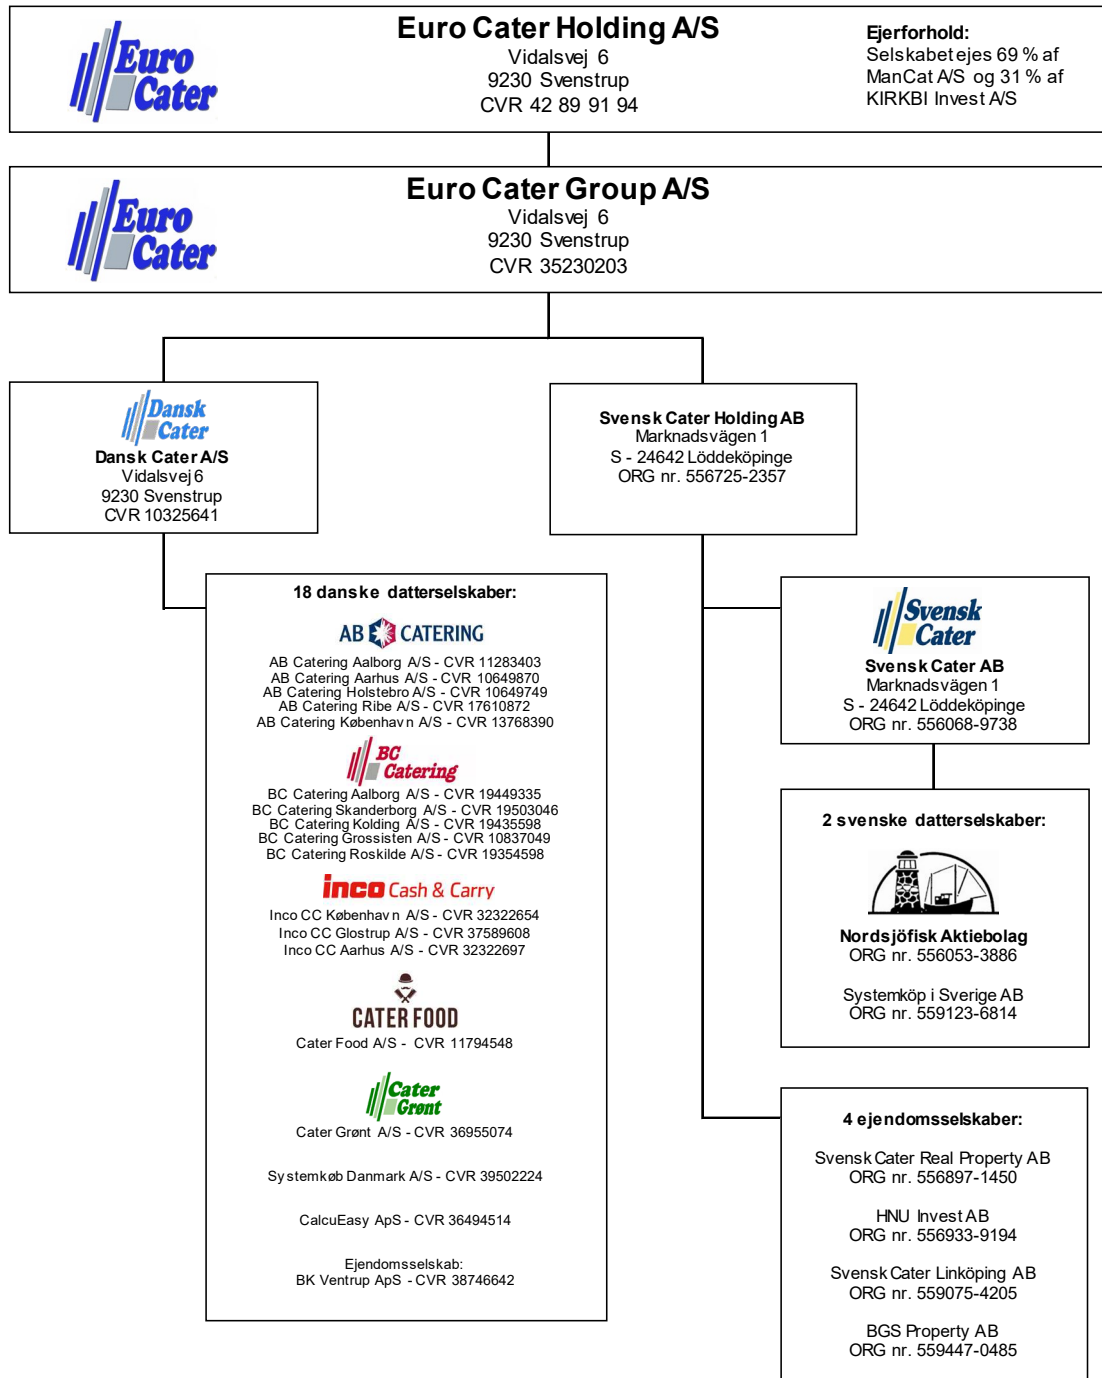 Euro
Cater
Euro Cater Holding A/S
Vidalsvej 6
9230 Svenstrup
CVR 42 89 91 94
Ejerforhold:
Selskabet ejes 69 % af
ManCat A/S og 31 % af
KIRKBI Invest A/S
Euro
Cater
Euro Cater Group A/S
Vidalsvej 6
9230 Svenstrup
CVR 35230203
Dansk
Cater
Dansk Cater A/S
Vidalsvej 6
9230 Svenstrup
CVR 10325641
Svensk Cater Holding AB
Marknadsvägen 1
S - 24642 Löddeköpinge
ORG nr. 556725-2357
18 danske datterselskaber:
AB CATERING
AB Catering Aalborg A/S - CVR 11283403
AB Catering Aarhus A/S - CVR 10649870
AB Catering Holstebro A/S - CVR 10649749
AB Catering Ribe A/S - CVR 17610872
AB Catering København A/S - CVR 13768390
BC
Catering
BC Catering Aalborg A/S - CVR 19449335
BC Catering Skanderborg A/S - CVR 19503046
BC Catering Kolding A/S - CVR 19435598
BC Catering Grossisten A/S - CVR 10837049
BC Catering Roskilde A/S - CVR 19354598
inco Cash & Carry
Inco CC København A/S - CVR 32322654
Inco CC Glostrup A/S - CVR 37589608
Inco CC Aarhus A/S - CVR 32322697
CATER FOOD
Cater Food A/S - CVR 11794548
Cater
Grønt
Cater Grønt A/S - CVR 36955074
Systemkøb Danmark A/S - CVR 39502224
CalcuEasy ApS - CVR 36494514
Ejendomsselskab:
BK Ventrup ApS - CVR 38746642
Svensk
Cater
Svensk Cater AB
Marknadsvägen 1
S - 24642 Löddeköpinge
ORG nr. 556068-9738
2 svenske datterselskaber:
Nordsjöfisk Aktiebolag
ORG nr. 556053-3886
Systemköp i Sverige AB
ORG nr. 559123-6814
4 ejendomsselskaber:
Svensk Cater Real Property AB
ORG nr. 556897-1450
HNU Invest AB
ORG nr. 556933-9194
Svensk Cater Linköping AB
ORG nr. 559075-4205
BGS Property AB
ORG nr. 559447-0485